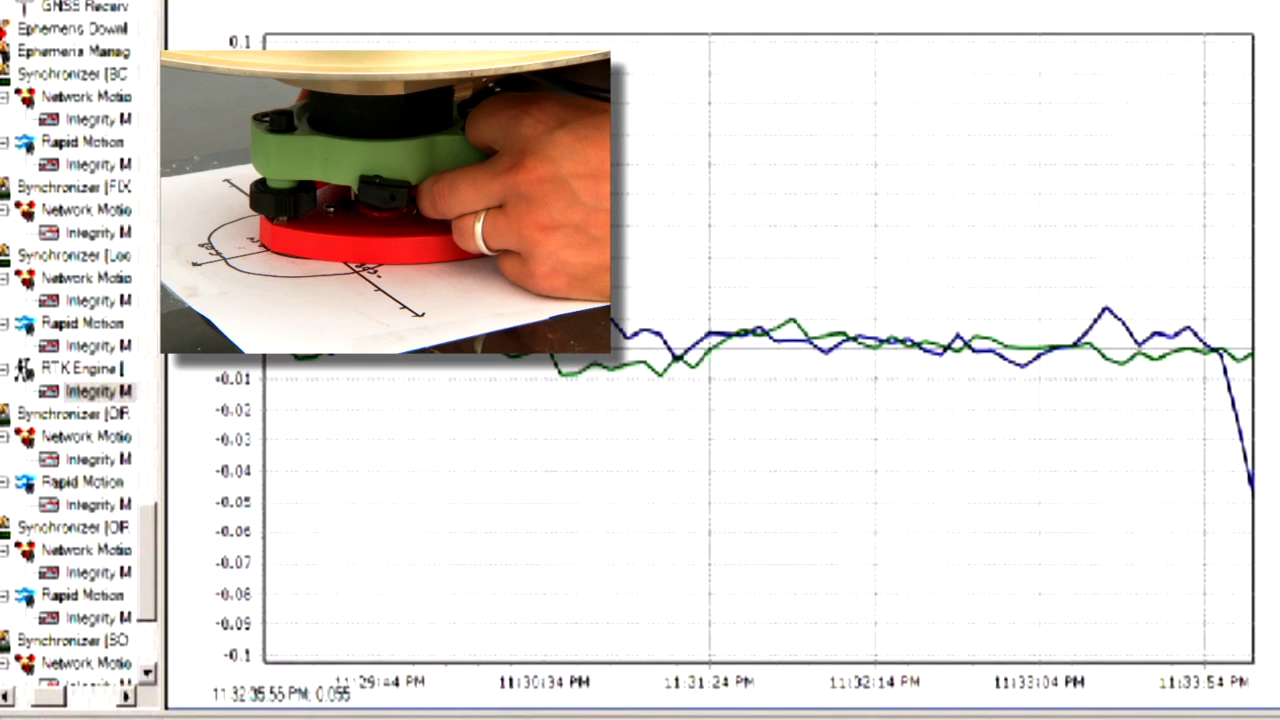 GNSS Receiv
Ephemeris Downl
Ephemeris Manag
Synchronizer [BC
Network Motio
Integrity M
Rapid Motion
Integrity M
Synchronizer [FIX
Network Motio
Integrity M
Synchronizer [Loo
Network Motio
Integrity M
Rapid Motion
Integrity M
RTK Engine [
Integrity M
Synchronizer [OR
Network Motio
Integrity M
Rapid Motion
Integrity M
Synchronizer [OR
Network Motio
Integrity M
Rapid Motion
Integrity M
Synchronizer [SO
Network Motio
Integrity M
0.1
-0.01
-0.02
-0.03
-0.04
-0.05
-0.06
-0.07
-0.08
-0.09
-0.1
11:29:44 PM
11:30:34 PM
11:31:24 PM
11:32:14 PM
11:33:04 PM
11:33:54 PM
11:32:35.55 PM: 0.055